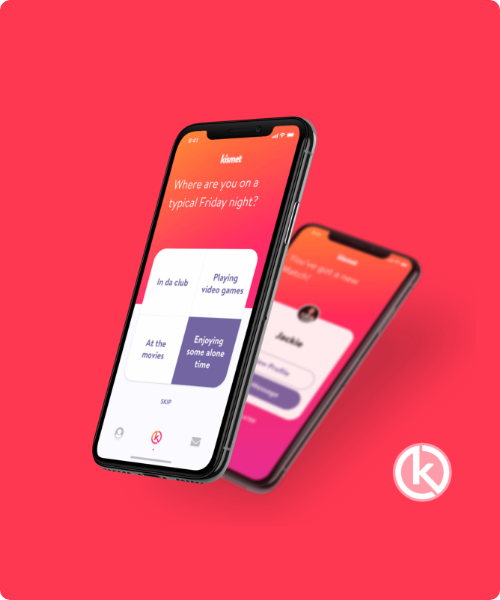 9:41
kismet
Where are you on a
typical Friday night?
In da club
Playing
video games
At the
movies
Enjoying
some alone
time
SKIP
kismet
You've got a new
Match!
Jackie
Profile
Message
k